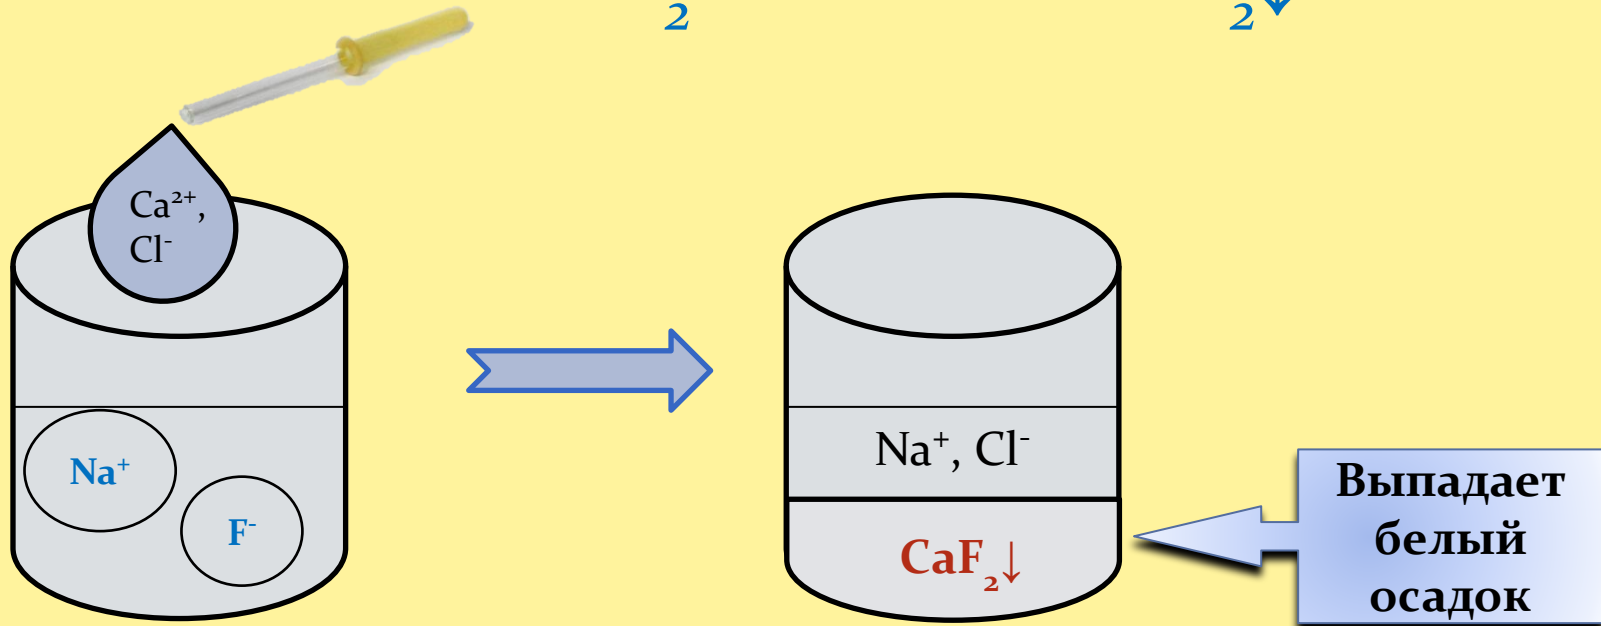 2 2↓
Ca²⁺,
Cl⁻
Na⁺
F⁻
Na⁺, Cl⁻
CaF₂↓
Выпадает
белый
осадок